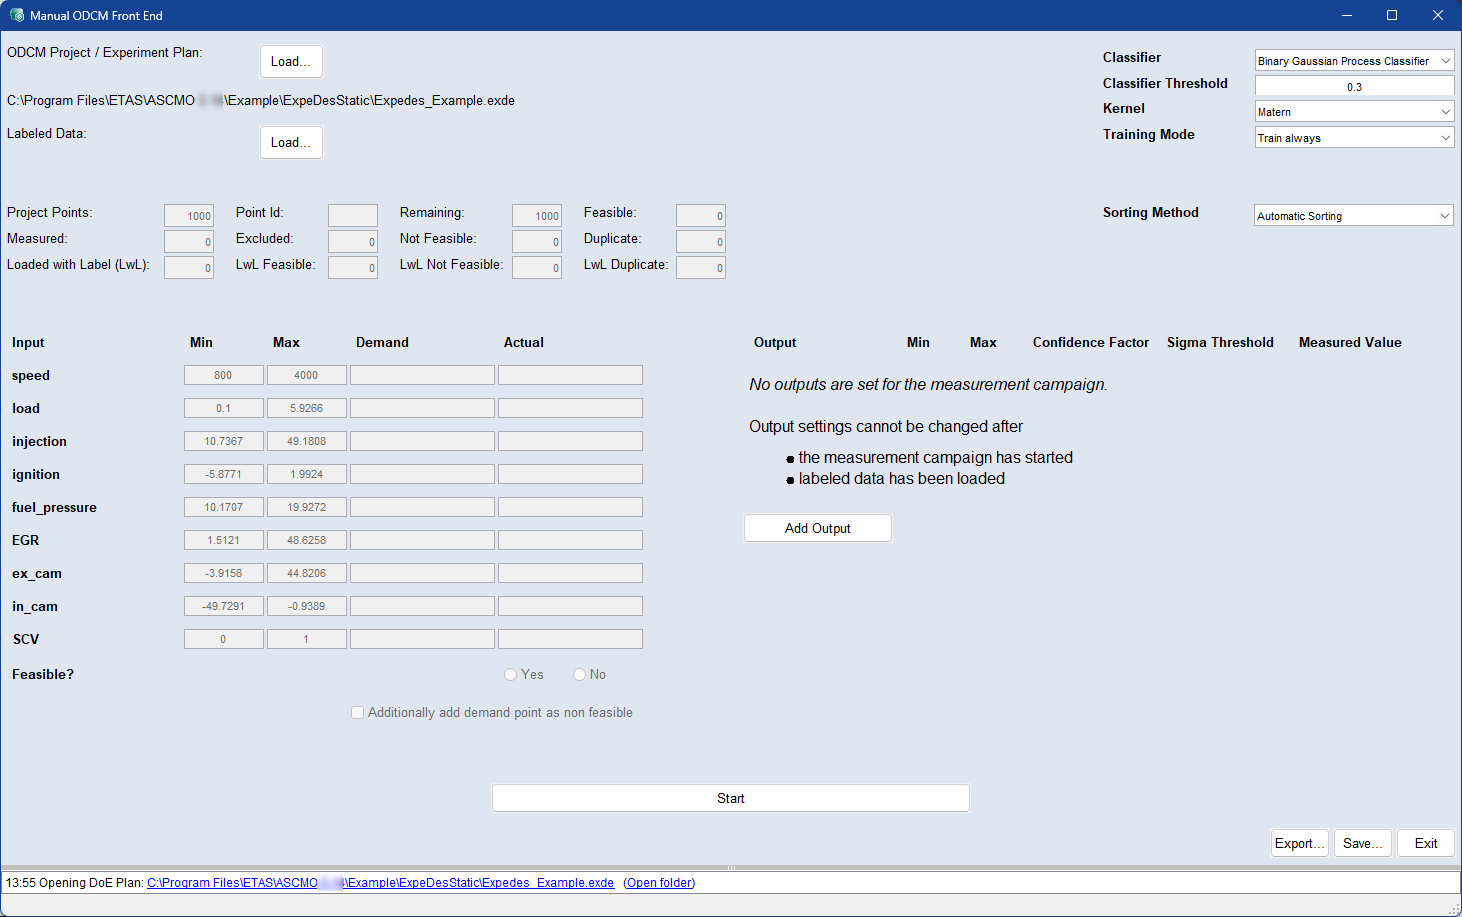 Manual ODCM Front End
ODCM Project / Experiment Plan: Load...
C:\Program Files\ETAS\ASCMO \Example\ExpeDesStatic\Expedes_Example.exde
Labeled Data: Load...
Classifier Binary Gaussian Process Classifier
Classifier Threshold 0.3
Kernel Matern
Training Mode Train always
Project Points: 1000 Point Id: Remaining: 1000 Feasible: 0
Measured: 0 Excluded: 0 Not Feasible: 0 Duplicate: 0
Loaded with Label (LwL): 0 LwL Feasible: 0 LwL Not Feasible: 0 LwL Duplicate: 0
Sorting Method Automatic Sorting
Input Min Max Demand Actual
speed 800 4000
load 0.1 5.9266
injection 10.7367 49.1808
ignition -5.8771 1.9924
fuel_pressure 10.1707 19.9272
EGR 1.5121 48.6258
ex_cam -3.9158 44.8206
in_cam -49.7291 -0.9389
SCV 0 1
Feasible? Yes No
Additionally add demand point as non feasible
Output Min Max Confidence Factor Sigma Threshold Measured Value
No outputs are set for the measurement campaign.
Output settings cannot be changed after
● the measurement campaign has started
● labeled data has been loaded
Add Output
Start
Export... Save... Exit
13:55 Opening DoE Plan: C:\Program Files\ETAS\ASCMO \Example\ExpeDesStatic\Expedes_Example.exde (Open folder)